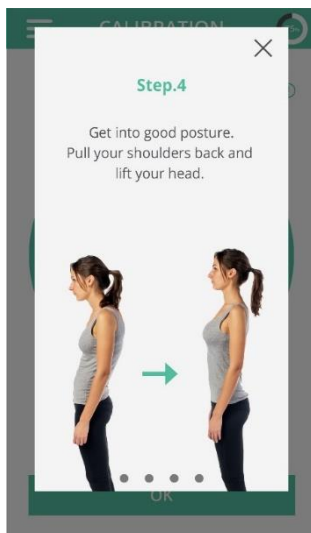 CALIBRATION
Step.4
Get into good posture.
Pull your shoulders back and
lift your head.
OK